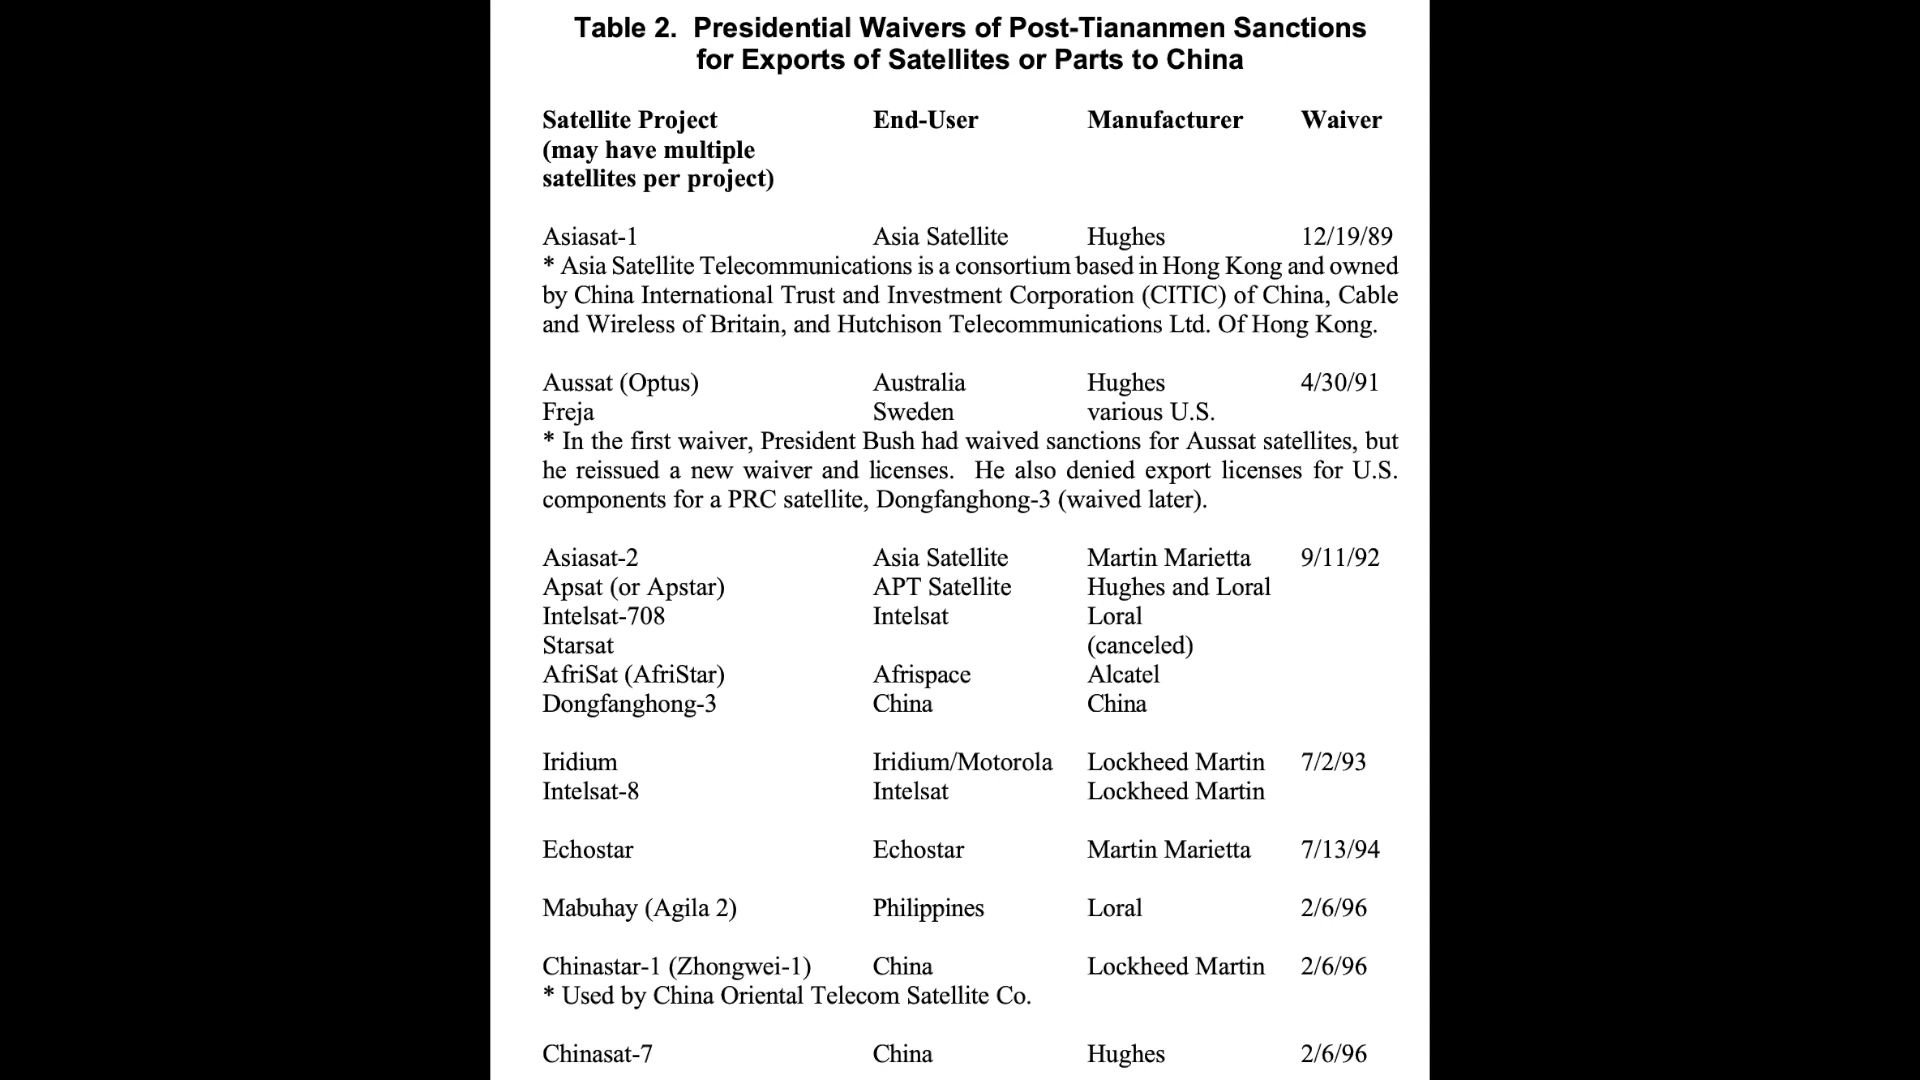 Table 2. Presidential Waivers of Post-Tiananmen Sanctions
for Exports of Satellites or Parts to China
Satellite Project End-User Manufacturer Waiver
(may have multiple
satellites per project)
Asiasat-1 Asia Satellite Hughes 12/19/89
* Asia Satellite Telecommunications is a consortium based in Hong Kong and owned
by China International Trust and Investment Corporation (CITIC) of China, Cable
and Wireless of Britain, and Hutchison Telecommunications Ltd. Of Hong Kong.
Aussat (Optus) Australia Hughes 4/30/91
Freja Sweden various U.S.
* In the first waiver, President Bush had waived sanctions for Aussat satellites, but
he reissued a new waiver and licenses. He also denied export licenses for U.S.
components for a PRC satellite, Dongfanghong-3 (waived later).
Asiasat-2 Asia Satellite Martin Marietta 9/11/92
Apsat (or Apstar) APT Satellite Hughes and Loral
Intelsat-708 Intelsat Loral
Starsat (canceled)
AfriSat (AfriStar) Afrispace Alcatel
Dongfanghong-3 China China
Iridium Iridium/Motorola Lockheed Martin 7/2/93
Intelsat-8 Intelsat Lockheed Martin
Echostar Echostar Martin Marietta 7/13/94
Mabuhay (Agila 2) Philippines Loral 2/6/96
Chinastar-1 (Zhongwei-1) China Lockheed Martin 2/6/96
* Used by China Oriental Telecom Satellite Co.
Chinasat-7 China Hughes 2/6/96